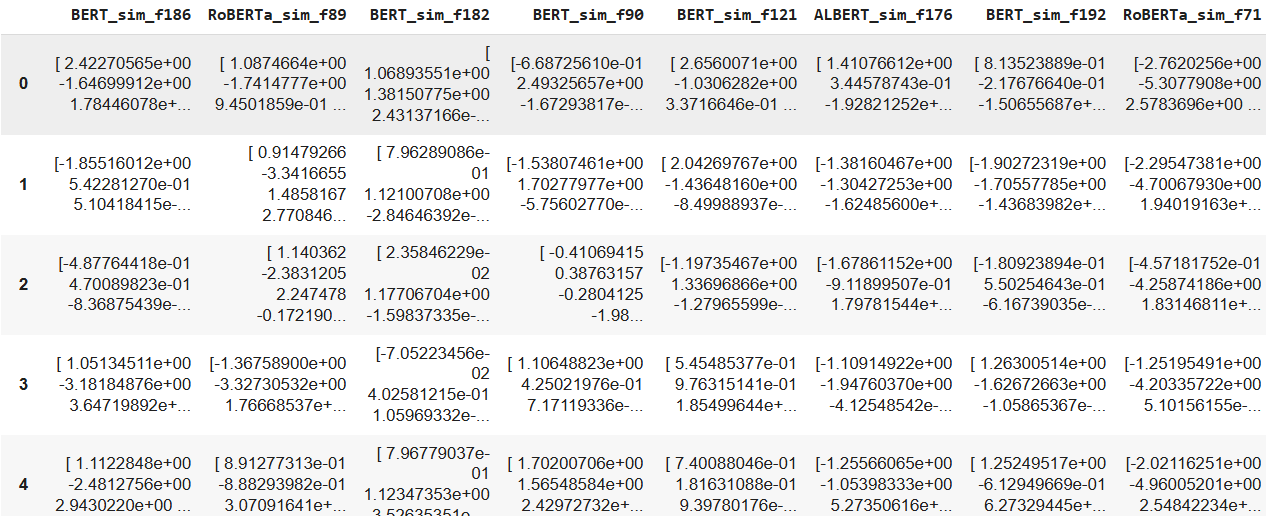 BERT_sim_f186 RoBERTa_sim_f89 BERT_sim_f182 BERT_sim_f90 BERT_sim_f121 ALBERT_sim_f176 BERT_sim_f192 RoBERTa_sim_f71
0
[ 2.42270565e+00
-1.64699912e+00
1.78446078e+...
[ 1.0874664e+00
-1.7414777e+00
9.4501859e-01 ...
[
1.06893551e+00
1.38150775e+00
2.43137166e-...
[-6.68725610e-01
2.49325657e+00
-1.67293817e-...
[ 2.6560071e+00
-1.0306282e+00
3.3716646e-01 ...
[ 1.41076612e+00
3.44578743e-01
-1.92821252e+...
[ 8.13523889e-01
-2.17676640e-01
-1.50655687e+...
[-2.7620256e+00
-5.3077908e+00
2.5783696e+00 ...
1
[-1.85516012e+00
5.42281270e-01
5.10418415e-...
[ 0.91479266
-3.3416655
1.4858167
2.770846...
[ 7.96289086e-
01
1.12100708e+00
-2.84646392e-...
[-1.53807461e+00
1.70277977e+00
-5.75602770e-...
[ 2.04269767e+00
-1.43648160e+00
-8.49988937e-...
[-1.38160467e+00
-1.30427253e+00
-1.62485600e+...
[-1.90272319e+00
-1.70557785e+00
-1.43683982e+...
[-2.29547381e+00
-4.70067930e+00
1.94019163e+...
2
[-4.87764418e-01
4.70089823e-01
-8.36875439e-...
[ 1.140362
-2.3831205
2.247478
-0.172190...
[ 2.35846229e-
02
1.17706704e+00
-1.59837335e-...
[ -0.41069415
0.38763157
-0.2804125
-1.98...
[-1.19735467e+00
1.33696866e+00
-1.27965599e-...
[-1.67861152e+00
-9.11899507e-01
1.79781544e+...
[-1.80923894e-01
5.50254643e-01
-6.16739035e-...
[-4.57181752e-01
-4.25874186e+00
1.83146811e+...
3
[ 1.05134511e+00
-3.18184876e+00
3.64719892e+...
[-1.36758900e+00
-3.32730532e+00
1.76668537e+...
[-7.05223456e-
02
4.02581215e-01
1.05969332e-...
[ 1.10648823e+00
4.25021976e-01
7.17119336e-...
[ 5.45485377e-01
9.76315141e-01
1.85499644e+...
[-1.10914922e+00
-1.94760370e+00
-4.12548542e-...
[ 1.26300514e+00
-1.62672663e+00
-1.05865367e-...
[-1.25195491e+00
-4.20335722e+00
5.10156155e-...
4
[ 1.1122848e+00
-2.4812756e+00
2.9430220e+00 ...
[ 8.91277313e-01
-8.88293982e-01
3.07091641e+...
[ 7.96779037e-
01
1.12347353e+00
3.52635351e-...
[ 1.70200706e+00
1.56548584e+00
2.42972732e+...
[ 7.40088046e-01
1.81631088e-01
9.39780176e-...
[-1.25566065e+00
-1.05398333e+00
5.27350616e+...
[ 1.25249517e+00
-6.12949669e-01
6.27329445e+...
[-2.02116251e+00
-4.96005201e+00
2.54842234e+...